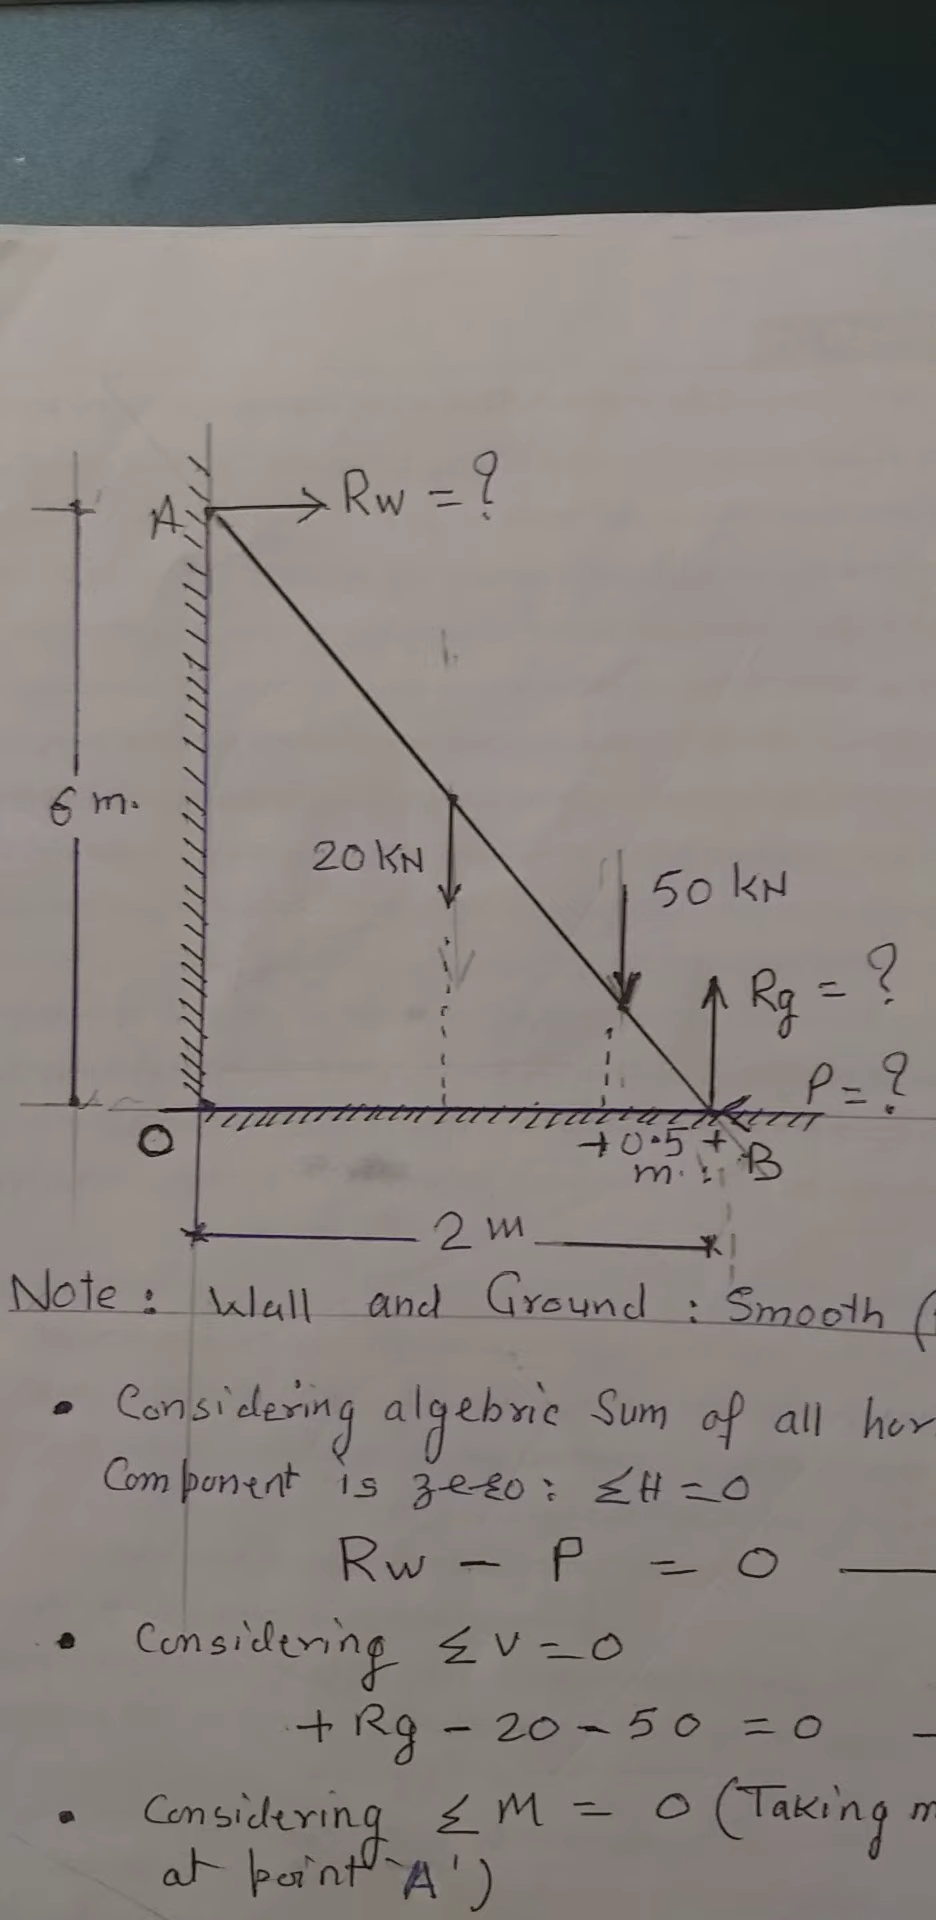 A
Rw = ?
6 m.
20 KN
50 KN
Rg = ?
P = ?
O
0.5
m.
B
2 m
Note : Wall and Ground : Smooth (
• Considering algebric Sum of all hor
Component is zero : ΣH = 0
Rw - P = 0
• Considering ΣV = 0
+ Rg - 20 - 50 = 0
• Considering ΣM = 0 (Taking m
at point 'A')